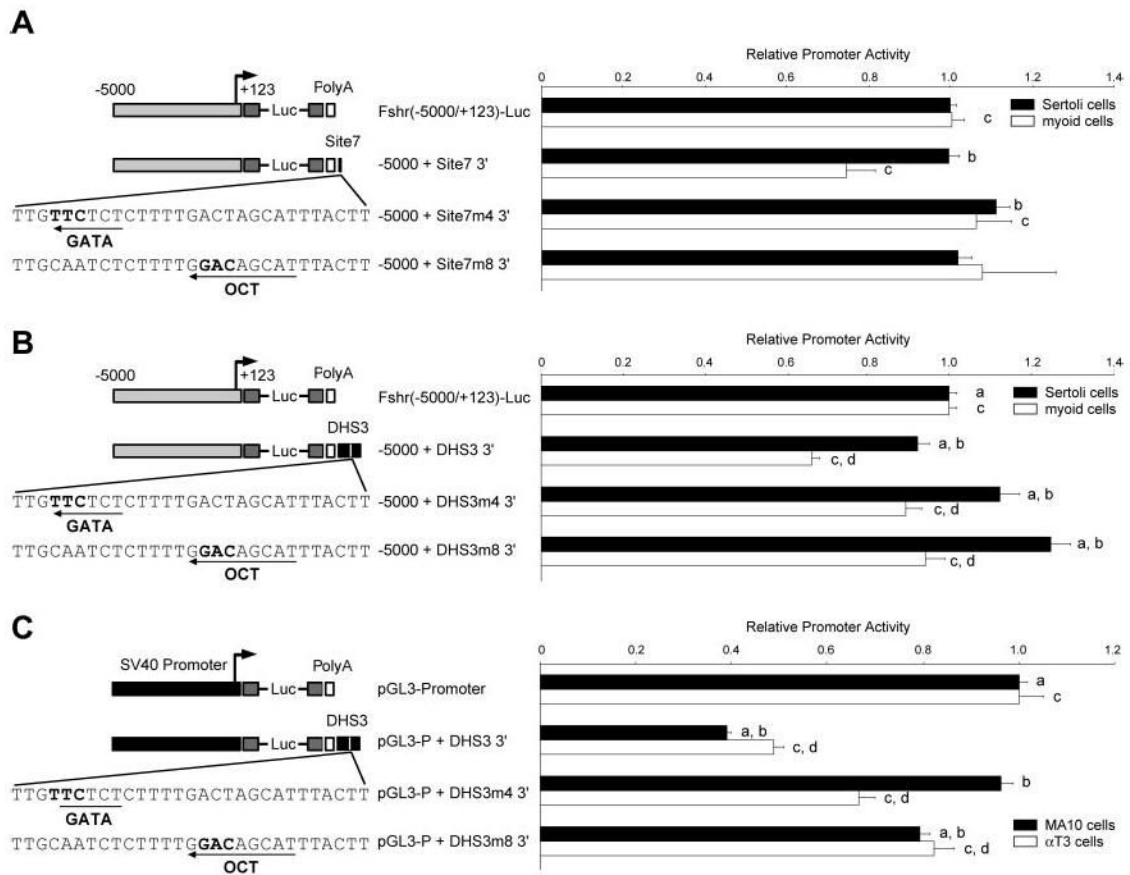 A
Relative Promoter Activity
0 0.2 0.4 0.6 0.8 1.0 1.2 1.4
-5000 +123 PolyA
Luc
Fshr(-5000/+123)-Luc
c
Sertoli cells
myoid cells
Site7
Luc
-5000 + Site7 3'
b
c
TTGTTCTCTCTTTTGACTAGCATTTACTT
-5000 + Site7m4 3'
GATA
b
c
TTGCAATCTCTTTTGGACAGCATTTACTT
-5000 + Site7m8 3'
OCT
B
Relative Promoter Activity
0 0.2 0.4 0.6 0.8 1.0 1.2 1.4
-5000 +123 PolyA
Luc
Fshr(-5000/+123)-Luc
a
c
Sertoli cells
myoid cells
DHS3
Luc
-5000 + DHS3 3'
a, b
c, d
TTGTTCTCTCTTTTGACTAGCATTTACTT
-5000 + DHS3m4 3'
GATA
a, b
c, d
TTGCAATCTCTTTTGGACAGCATTTACTT
-5000 + DHS3m8 3'
OCT
a, b
c, d
C
Relative Promoter Activity
0 0.2 0.4 0.6 0.8 1.0 1.2
SV40 Promoter PolyA
Luc
pGL3-Promoter
a
c
DHS3
Luc
pGL3-P + DHS3 3'
a, b
c, d
TTGTTCTCTCTTTTGACTAGCATTTACTT
pGL3-P + DHS3m4 3'
GATA
b
c, d
TTGCAATCTCTTTTGGACAGCATTTACTT
pGL3-P + DHS3m8 3'
OCT
a, b
c, d
MA10 cells
αT3 cells